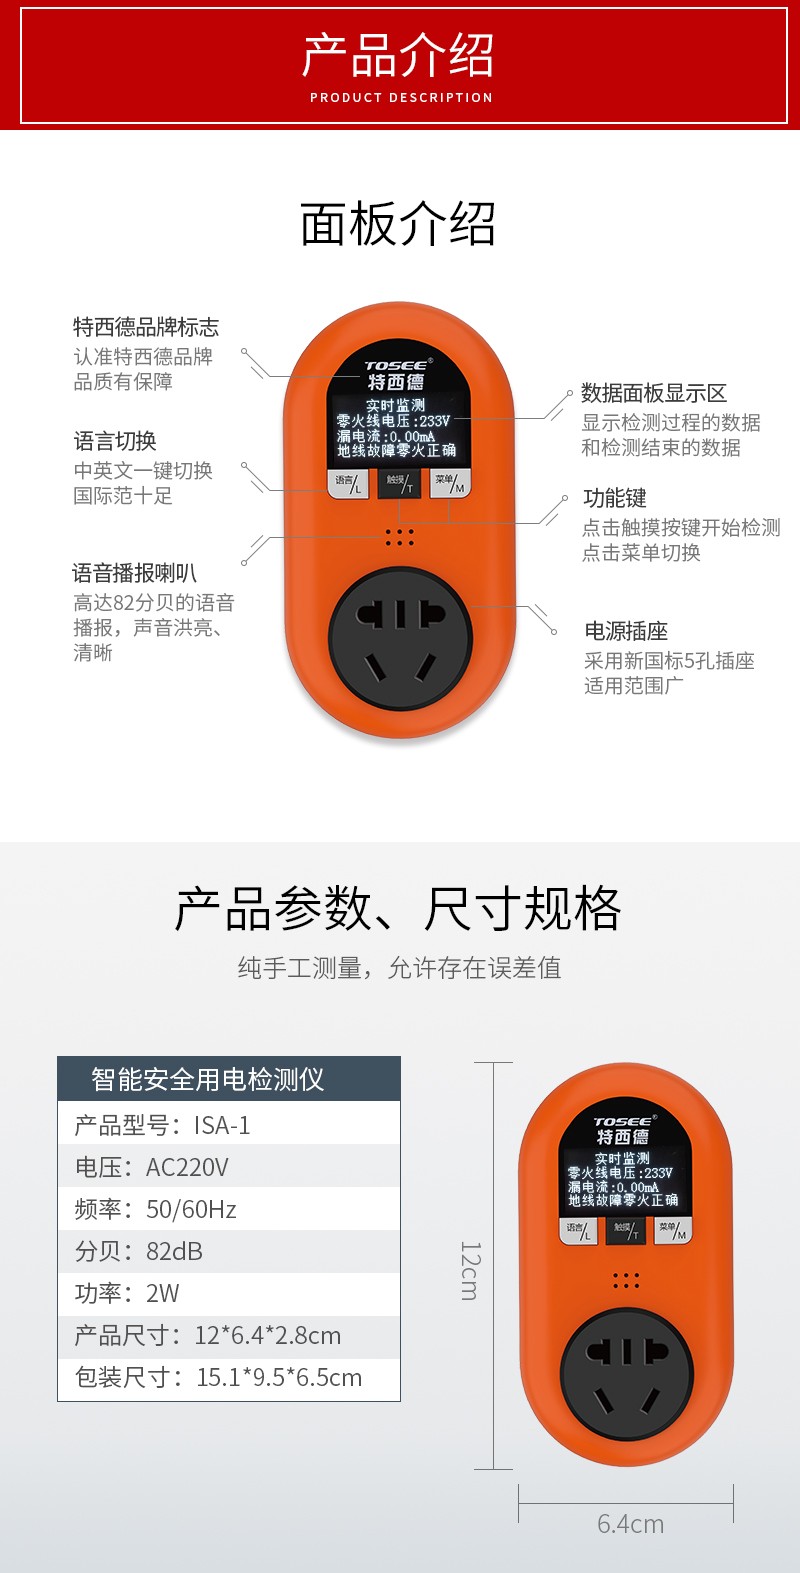 产品介绍
PRODUCT DESCRIPTION
面板介绍
特西德品牌标志
认准特西德品牌
品质有保障
语言切换
中英文一键切换
国际范十足
语音播报喇叭
高达82分贝的语音
播报，声音洪亮、
清晰
TOSEE®
特西德
实时监测
零火线电压:233V
漏电流:0.00mA
地线故障零火正确
语言/L
触摸/T
菜单/M
数据面板显示区
显示检测过程的数据
和检测结束的数据
功能键
点击触摸按键开始检测
点击菜单切换
电源插座
采用新国标5孔插座
适用范围广
产品参数、尺寸规格
纯手工测量，允许存在误差值
智能安全用电检测仪
产品型号：ISA-1
电压：AC220V
频率：50/60Hz
分贝：82dB
功率：2W
产品尺寸：12*6.4*2.8cm
包装尺寸：15.1*9.5*6.5cm
12cm
TOSEE®
特西德
实时监测
零火线电压:233V
漏电流:0.00mA
地线故障零火正确
语言/L
触摸/T
菜单/M
6.4cm